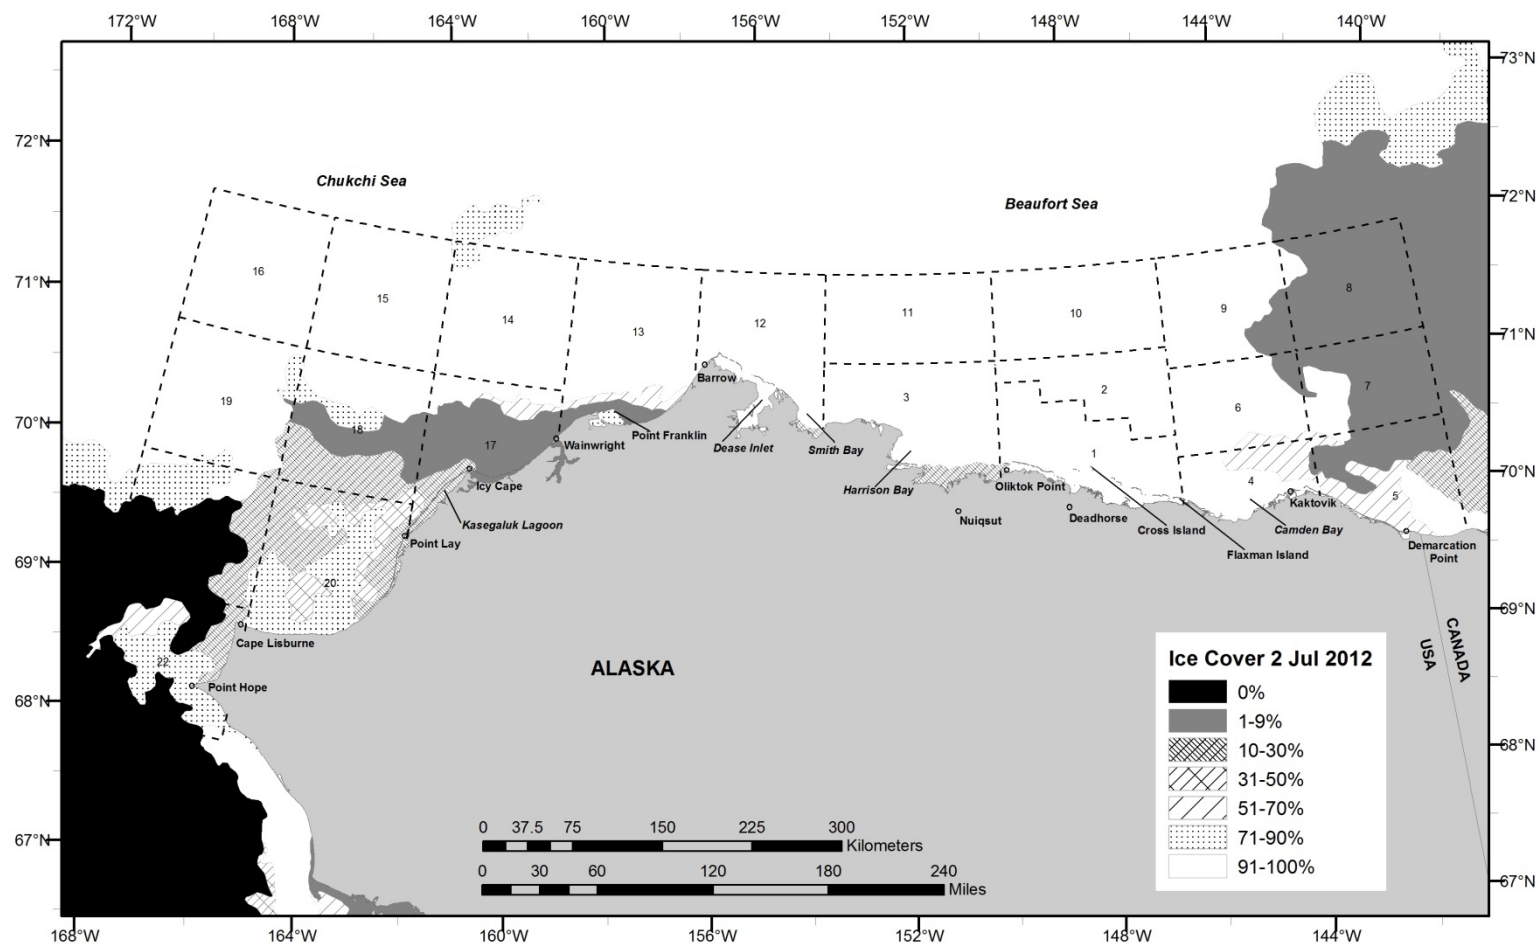 172°W 168°W 164°W 160°W 156°W 152°W 148°W 144°W 140°W
73°N
72°N
Chukchi Sea
72°N
Beaufort Sea
16
71°N
15
14
13
12
11
10
9
8
71°N
Barrow
19
18
17
3
2
6
7
70°N
Point Franklin
Wainwright
Dease Inlet
Smith Bay
1
70°N
Icy Cape
Harrison Bay
Oliktok Point
4
5
Kasegaluk Lagoon
Nuiqsut
Deadhorse
Cross Island
Kaktovik
Camden Bay
Point Lay
Flaxman Island
Demarcation
Point
69°N
20
69°N
Cape Lisburne
22
ALASKA
USA
CANADA
Point Hope
68°N
68°N
Ice Cover 2 Jul 2012
0%
1-9%
10-30%
31-50%
51-70%
71-90%
91-100%
67°N
67°N
0 37.5 75 150 225 300
Kilometers
0 30 60 120 180 240
Miles
168°W 164°W 160°W 156°W 152°W 148°W 144°W